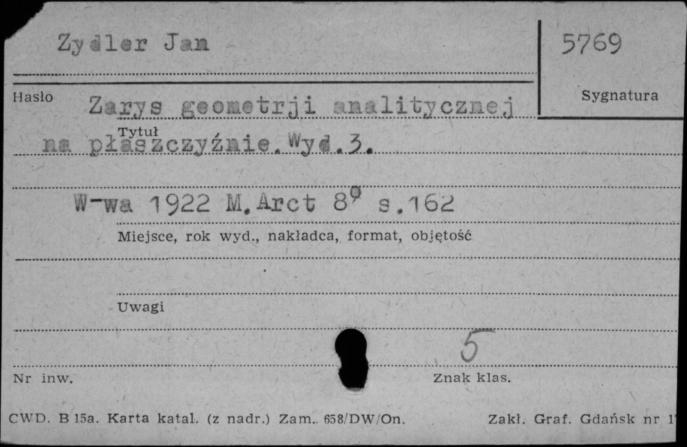 Zydler Jan
5769
Hasło
Sygnatura
Zarys geometrji analitycznej
Tytuł
na płaszczyźnie. Wyd.3.
W-wa 1922 M.Arct 8° s.162
Miejsce, rok wyd., nakładca, format, objętość
Uwagi
5
Nr inw.
Znak klas.
CWD. B 15a. Karta katal. (z nadr.) Zam. 658/DW/On.
Zakł. Graf. Gdańsk nr